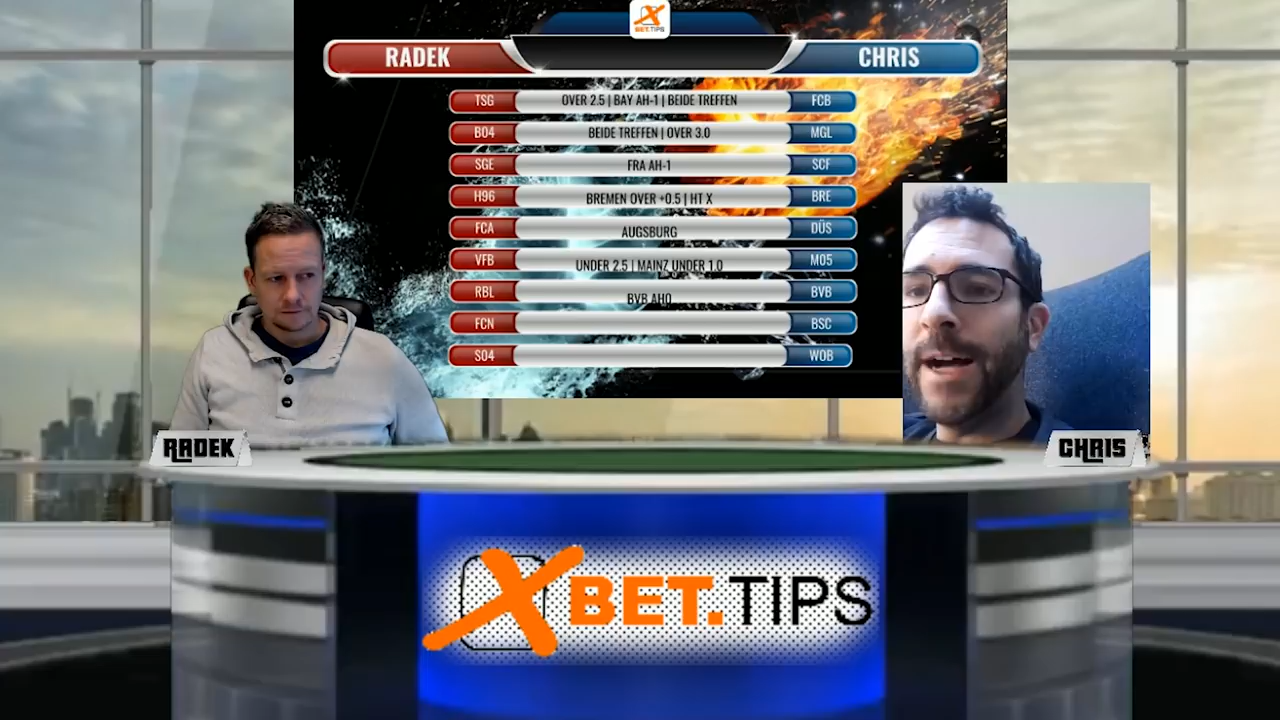 X
BET.TIPS
RADEK CHRIS
TSG OVER 2.5 | BAY AH-1 | BEIDE TREFFEN FCB
B04 BEIDE TREFFEN | OVER 3.0 MGL
SGE FRA AH-1 SCF
H96 BREMEN OVER +0.5 | HT X BRE
FCA AUGSBURG DÜS
VFB UNDER 2.5 | MAINZ UNDER 1.0 M05
RBL BVB AH0 BVB
FCN BSC
S04 WOB
RADEK
CHRIS
XBET.TIPS